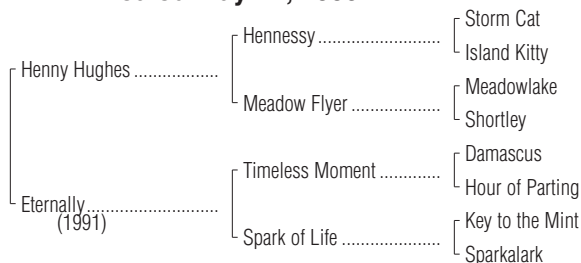 Storm Cat
Hennessy
Island Kitty
Henny Hughes
Meadowlake
Meadow Flyer
Shortley
Damascus
Timeless Moment
Hour of Parting
Eternally
(1991)
Key to the Mint
Spark of Life
Sparkalark